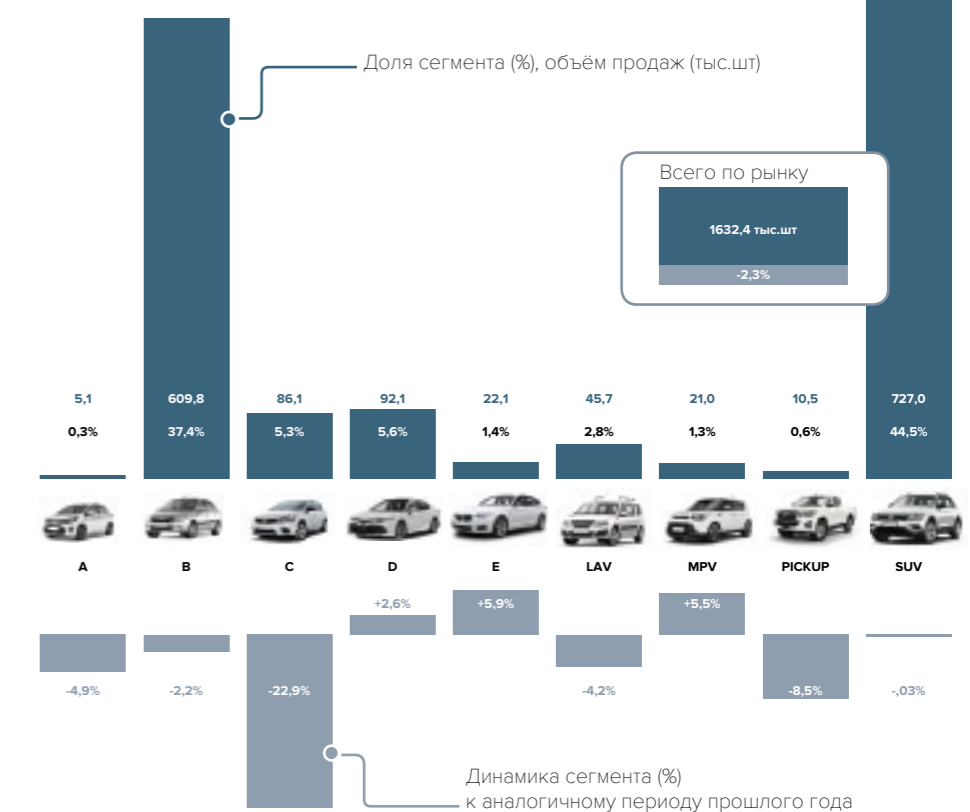 Доля сегмента (%), объём продаж (тыс.шт)
Всего по рынку
1632,4 тыс.шт
-2,3%
5,1 609,8 86,1 92,1 22,1 45,7 21,0 10,5 727,0
0,3% 37,4% 5,3% 5,6% 1,4% 2,8% 1,3% 0,6% 44,5%
A B C D E LAV MPV PICKUP SUV
+2,6% +5,9% +5,5%
-4,9% -2,2% -22,9% -4,2% -8,5% -,03%
Динамика сегмента (%)
к аналогичному периоду прошлого года